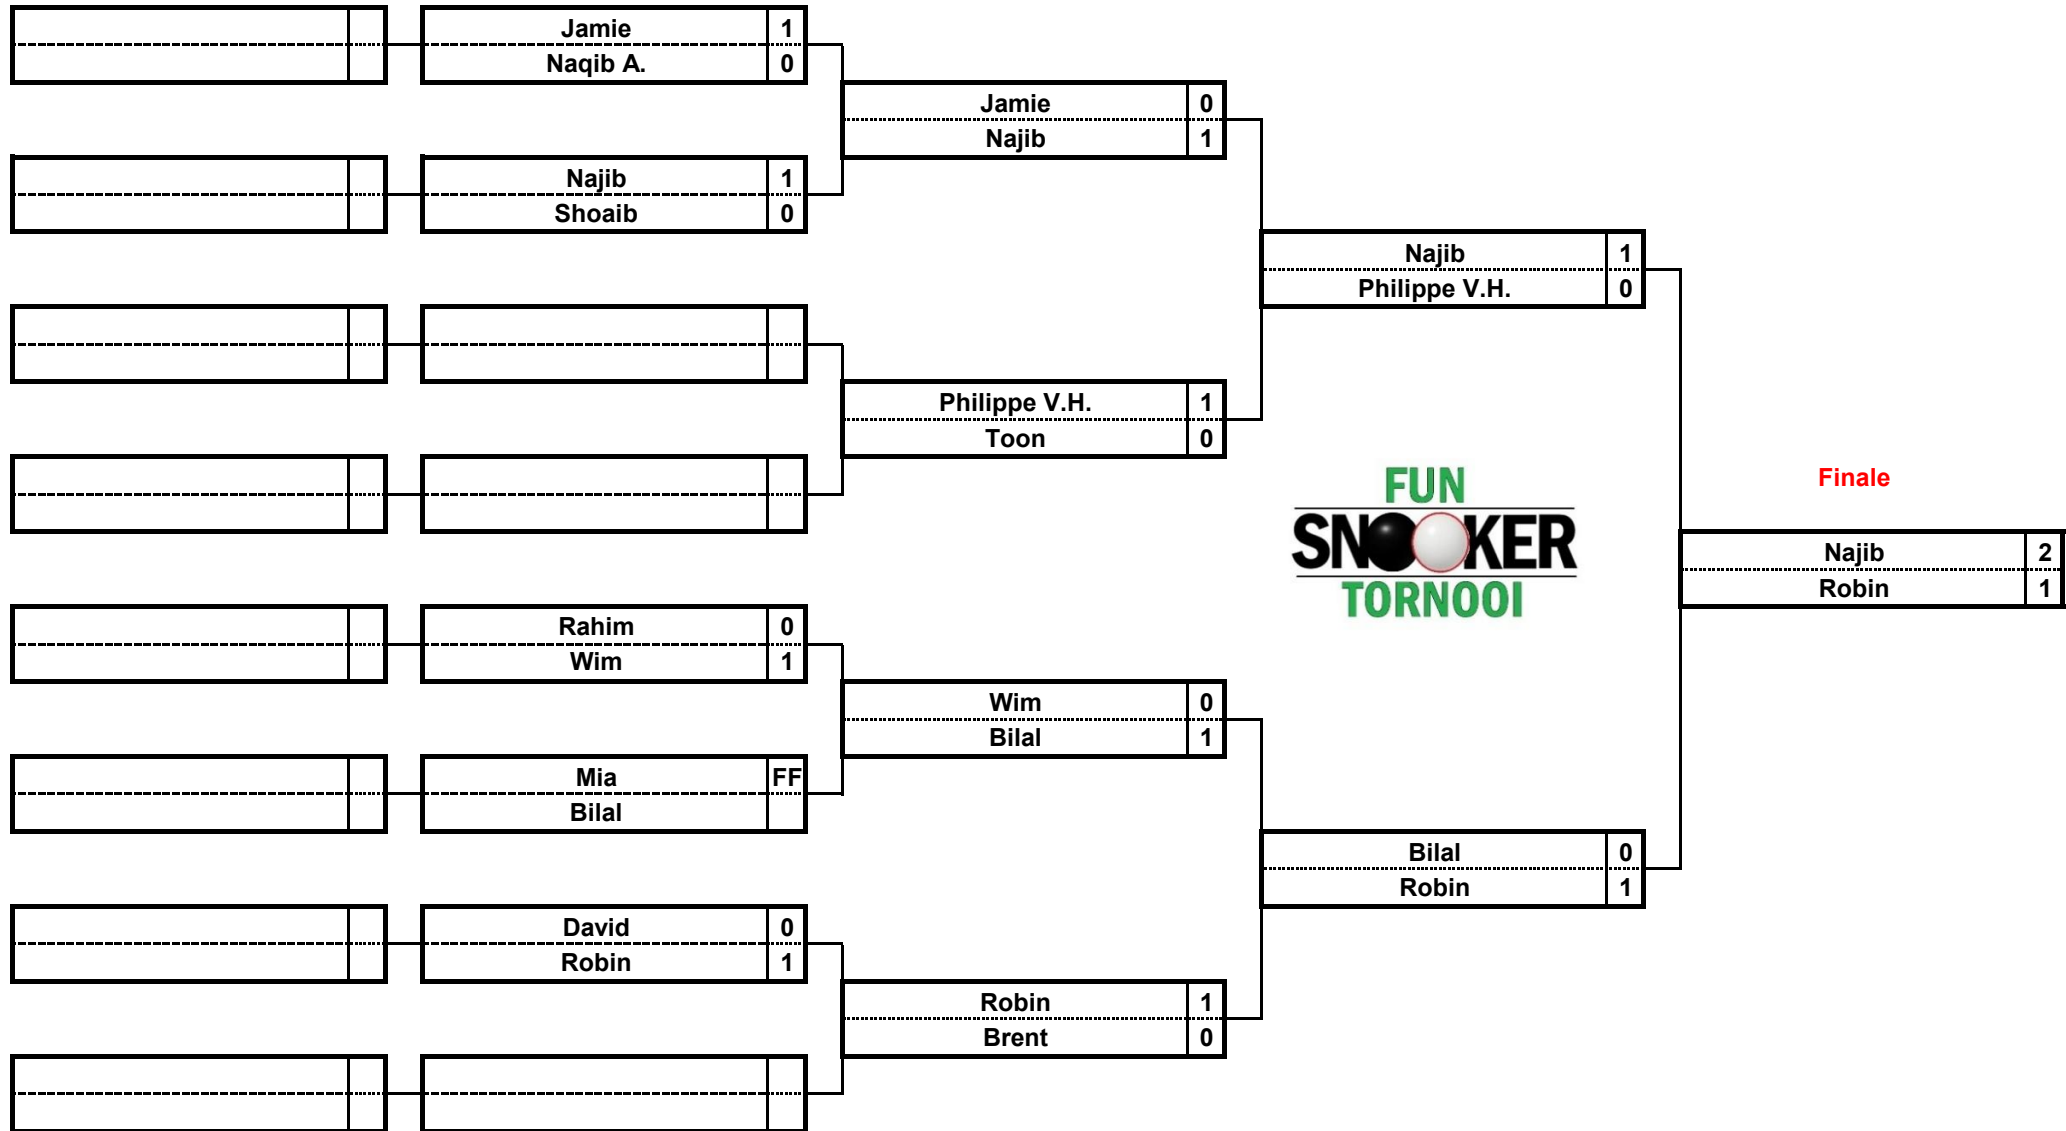 Jamie 1
Naqib A. 0
Najib 1
Shoaib 0
Rahim 0
Wim 1
Mia FF
Bilal
David 0
Robin 1
Jamie 0
Najib 1
Philippe V.H. 1
Toon 0
Wim 0
Bilal 1
Robin 1
Brent 0
Najib 1
Philippe V.H. 0
Bilal 0
Robin 1
FUN
SNOOKER
TORNOOI
Finale
Najib 2
Robin 1